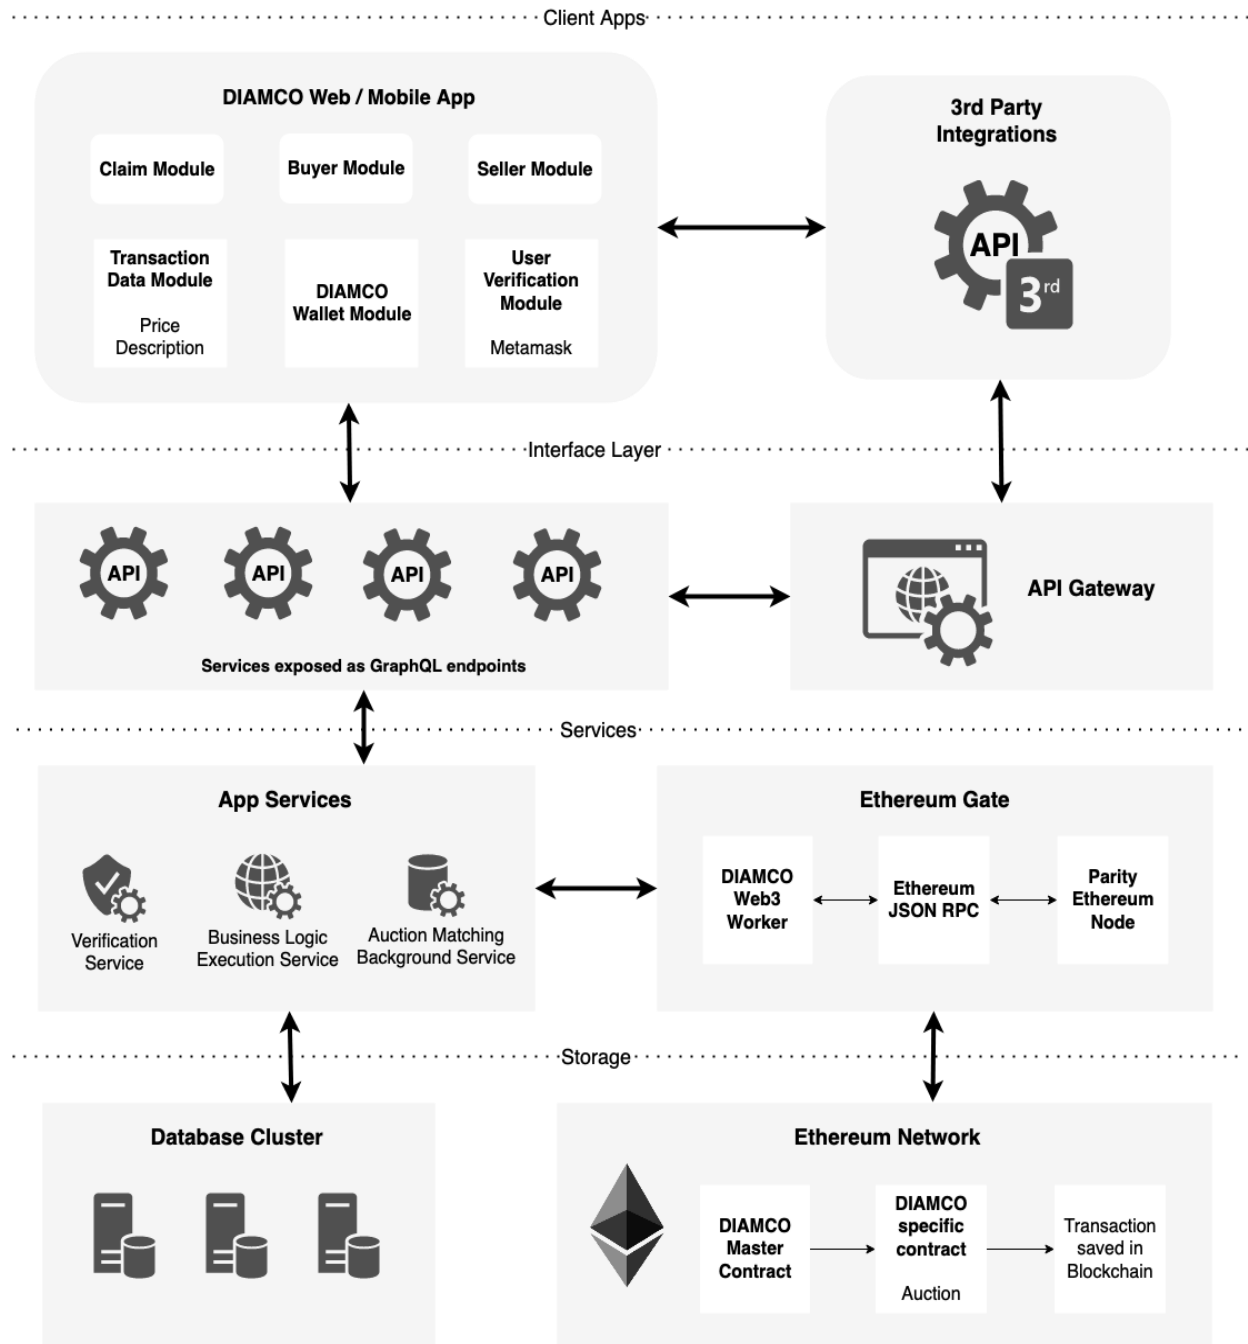 Client Apps
DIAMCO Web / Mobile App
Claim Module
Buyer Module
Seller Module
Transaction
Data Module
Price
Description
DIAMCO
Wallet Module
User
Verification
Module
Metamask
3rd Party
Integrations
API
3rd
Interface Layer
API
API
API
API
Services exposed as GraphQL endpoints
API Gateway
Services
App Services
Verification
Service
Business Logic
Execution Service
Auction Matching
Background Service
Ethereum Gate
DIAMCO
Web3
Worker
Ethereum
JSON RPC
Parity
Ethereum
Node
Storage
Database Cluster
Ethereum Network
DIAMCO
Master
Contract
DIAMCO
specific
contract
Auction
Transaction
saved in
Blockchain